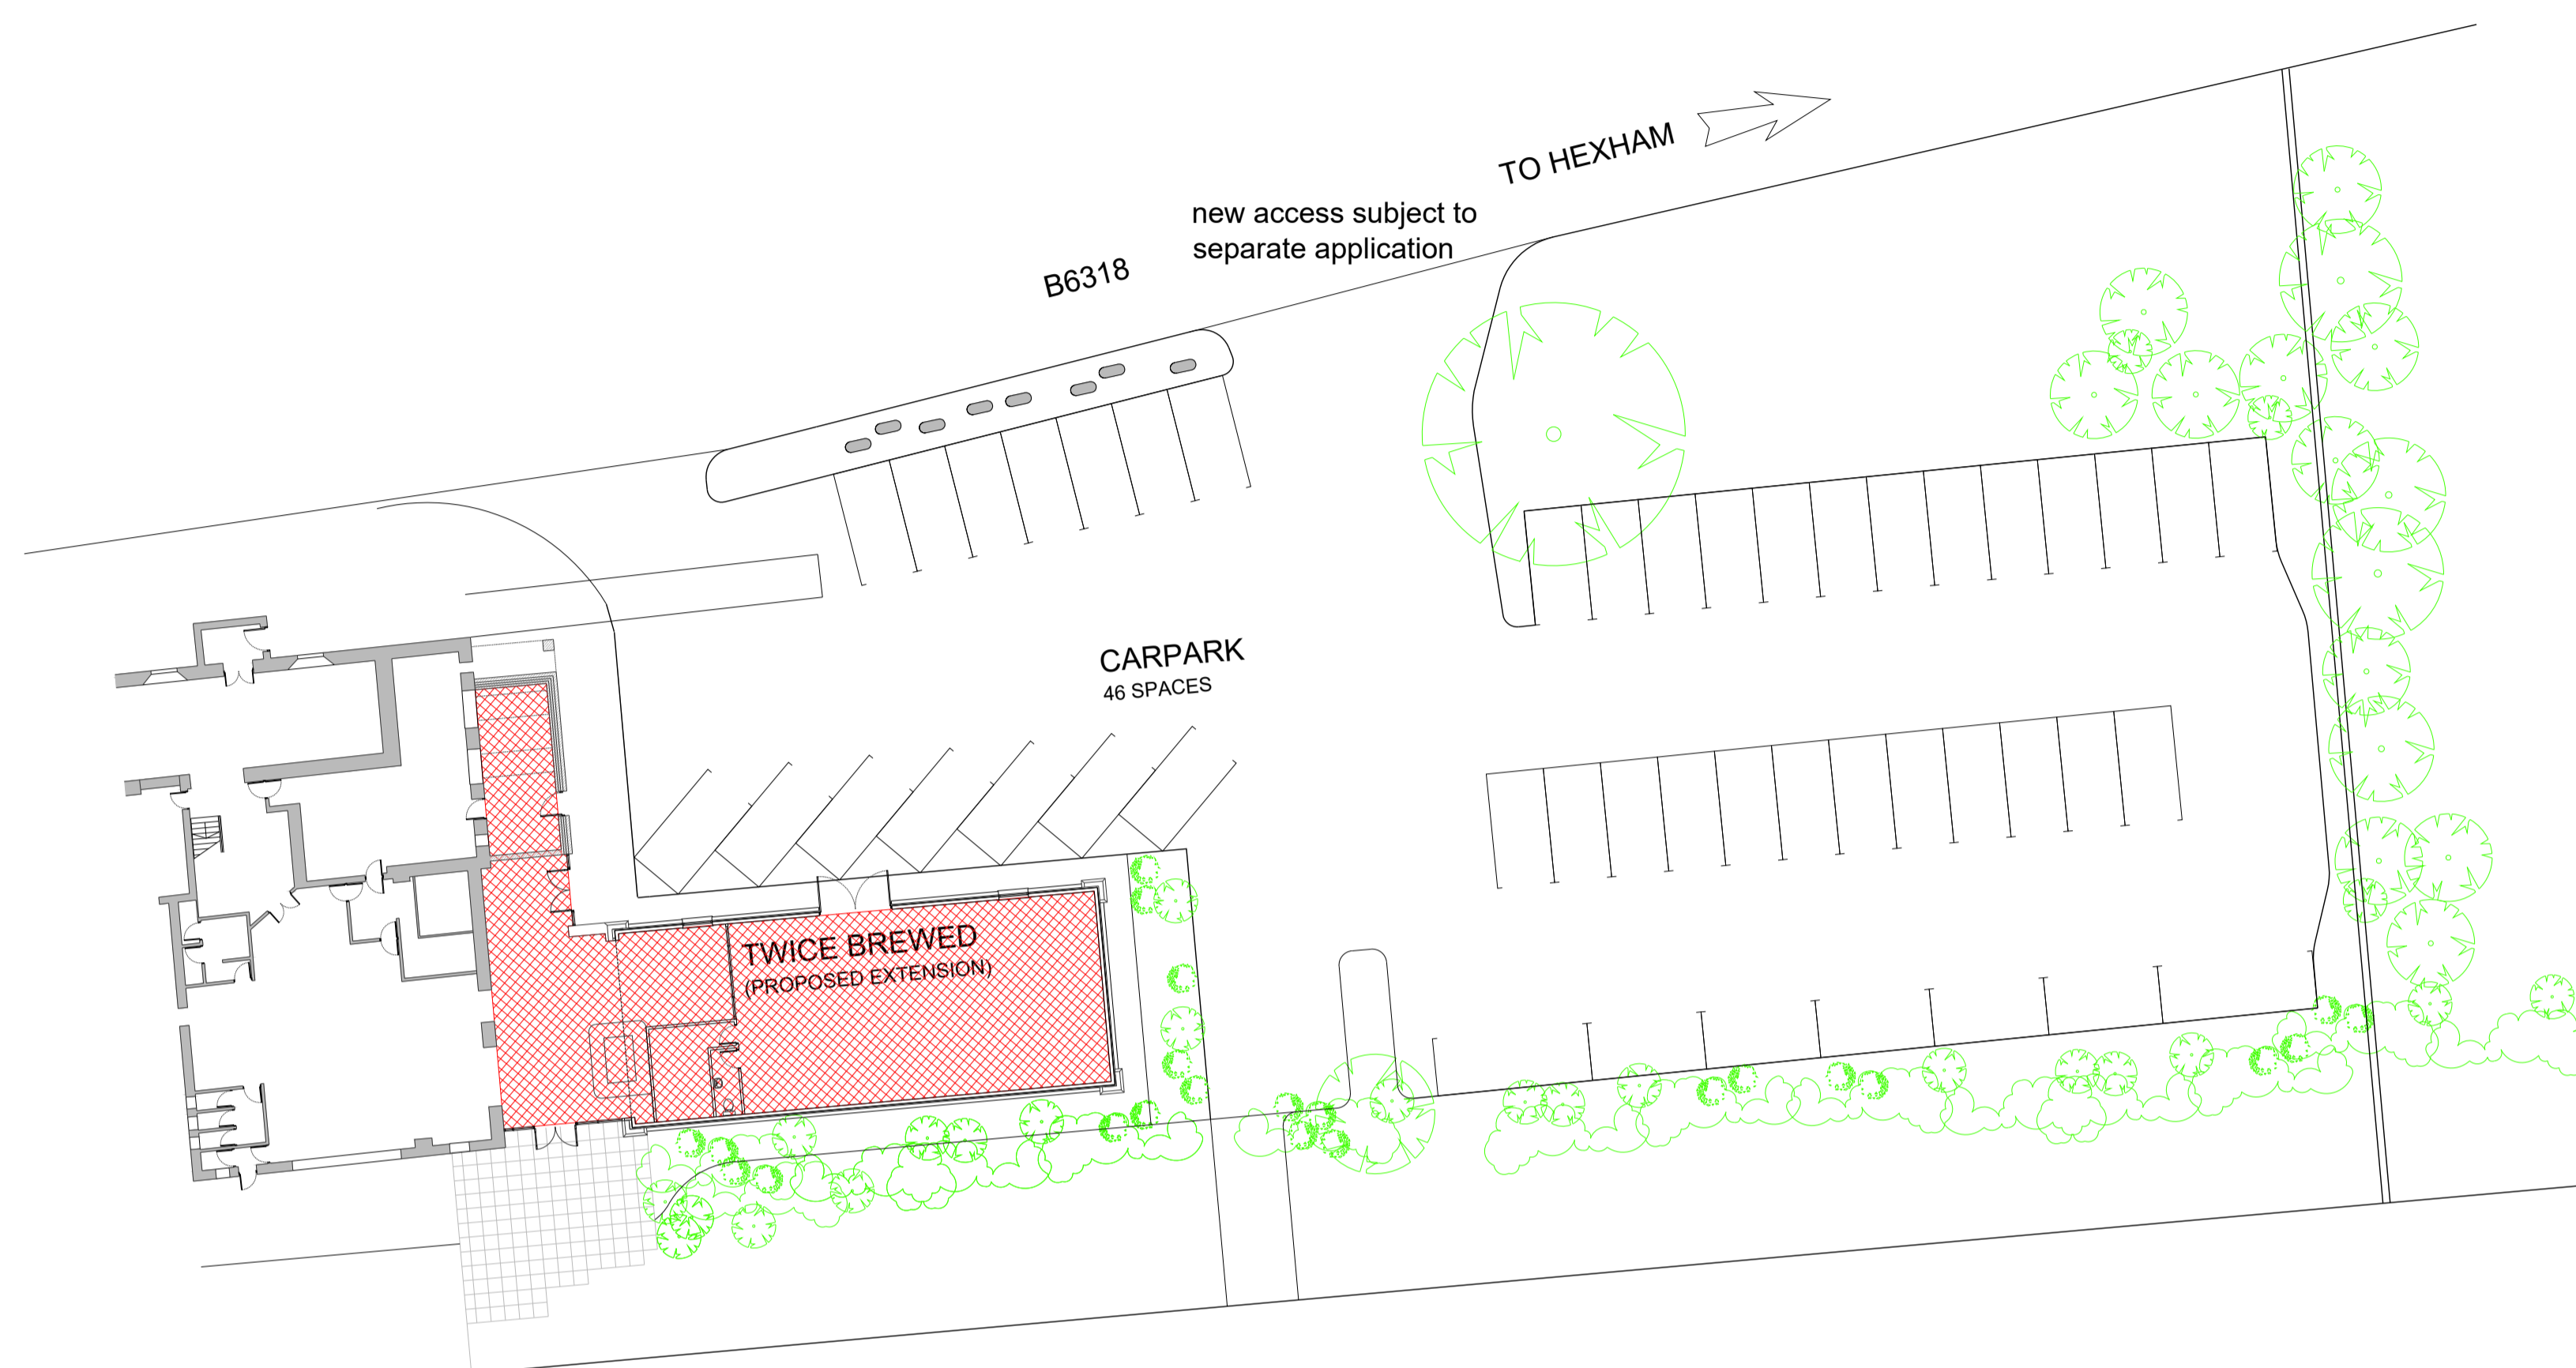 TO HEXHAM
new access subject to
separate application
B6318
CARPARK
46 SPACES
TWICE BREWED
(PROPOSED EXTENSION)